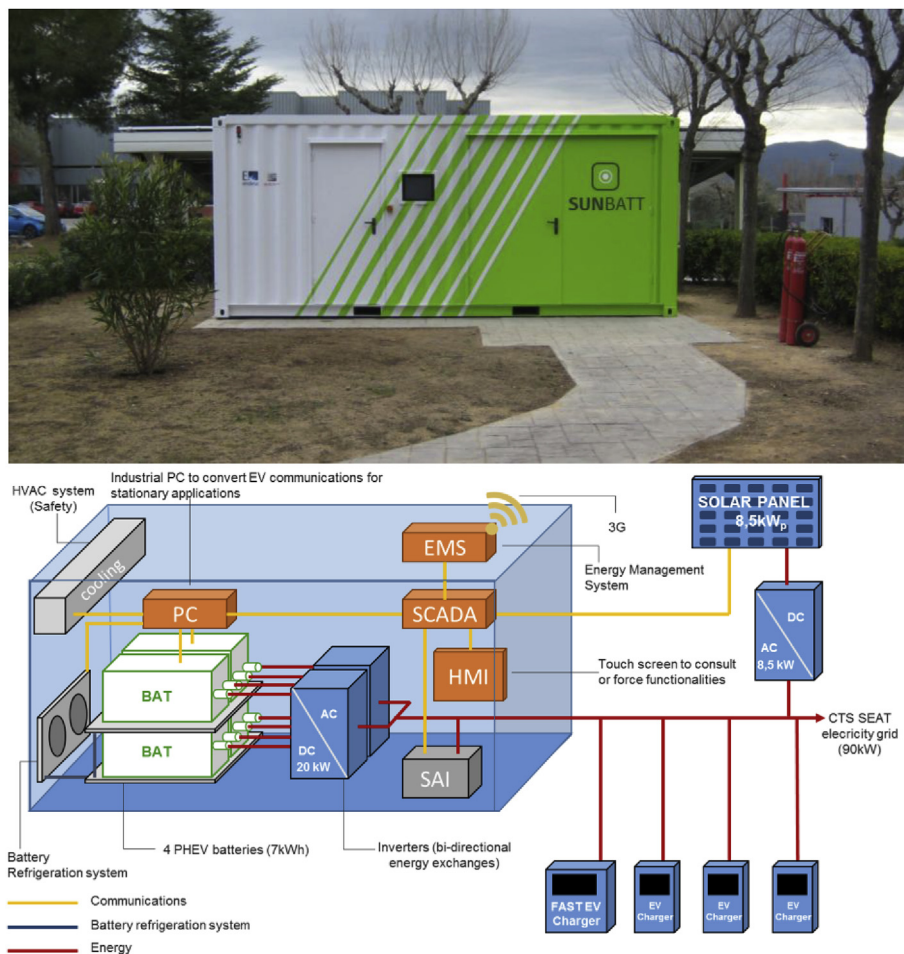 SUNBATT
Industrial PC to convert EV communications for
stationary applications
HVAC system
(Safety)
cooling
3G
SOLAR PANEL
8,5kWp
EMS
Energy Management
System
PC
SCADA
DC
AC
8,5 kW
HMI
Touch screen to consult
or force functionalities
BAT
AC
DC
20 kW
BAT
SAI
CTS SEAT
elecricity grid
(90kW)
4 PHEV batteries (7kWh)
Inverters (bi-directional
energy exchanges)
Battery
Refrigeration system
Communications
Battery refrigeration system
Energy
FAST EV
Charger
EV
Charger
EV
Charger
EV
Charger